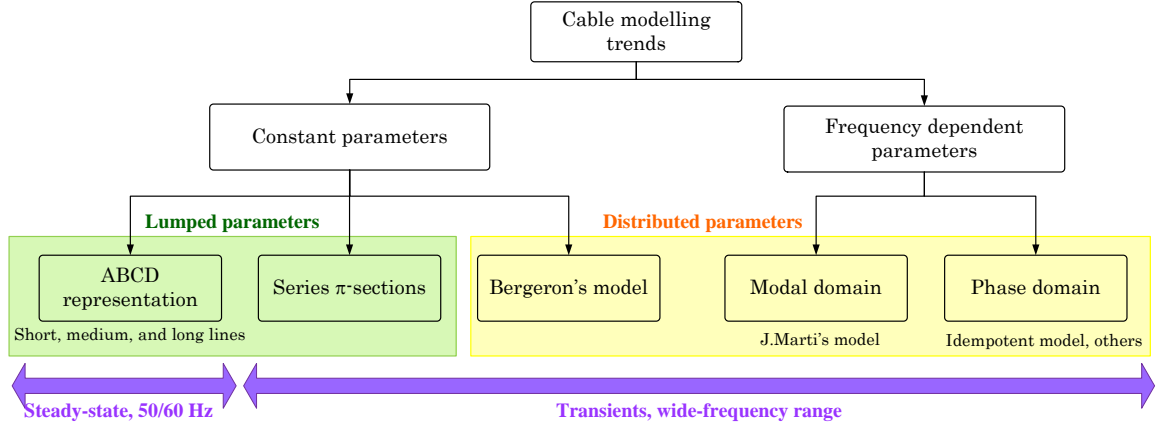 Cable modelling
trends
Constant parameters
Frequency dependent
parameters
Lumped parameters
Distributed parameters
ABCD
representation
Series π-sections
Bergeron's model
Modal domain
Phase domain
Short, medium, and long lines
J.Marti's model
Idempotent model, others
Steady-state, 50/60 Hz
Transients, wide-frequency range